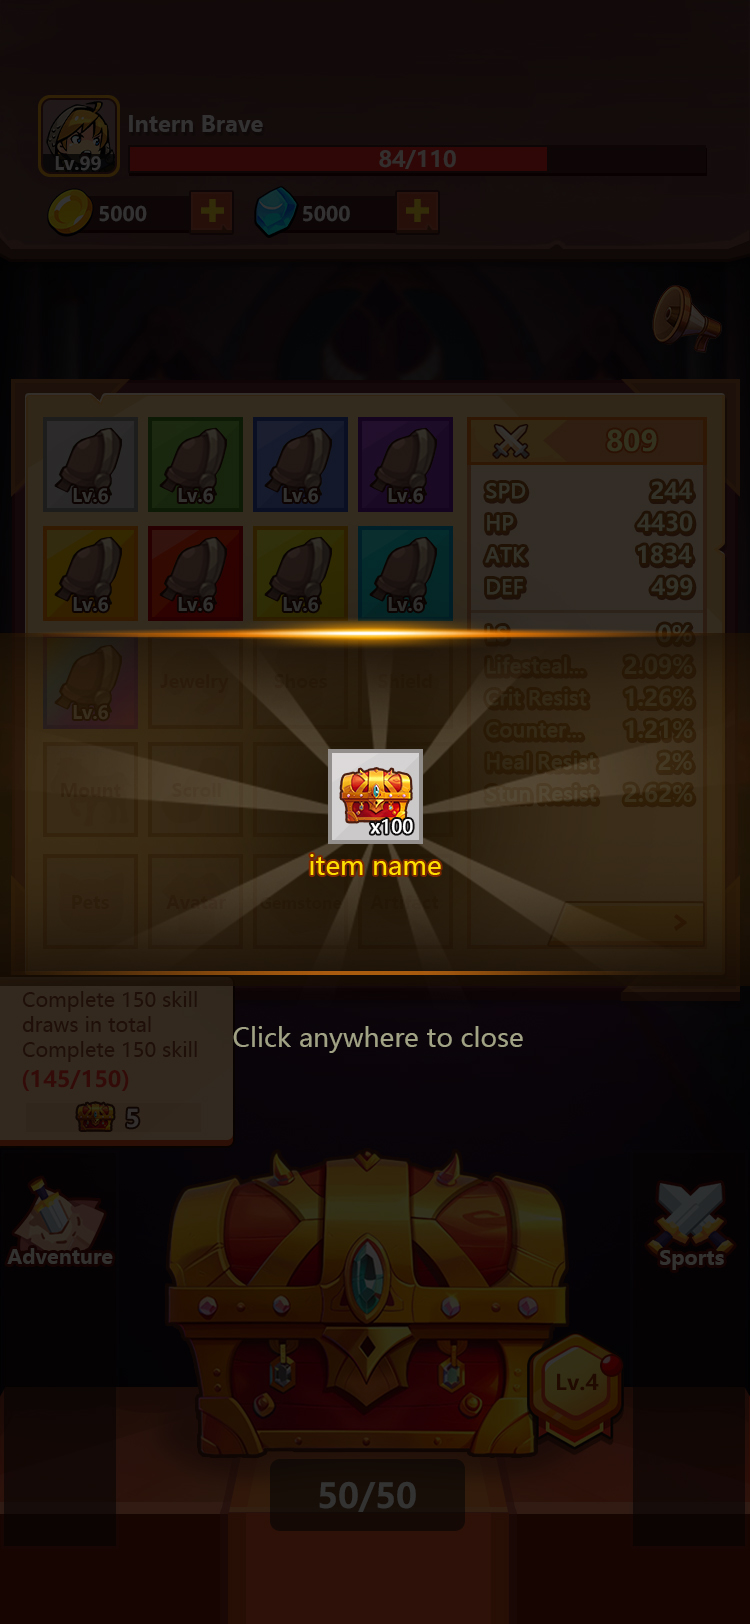 Intern Brave
Lv.99
84/110
5000
5000
809
Lv.6
Lv.6
Lv.6
Lv.6
SPD 244
HP 4430
ATK 1834
DEF 499
Lv.6
Lv.6
Lv.6
Lv.6
0%
Lifesteal... 2.09%
Crit Resist 1.26%
Counter... 1.21%
Heal Resist 2%
Stun Resist 2.62%
Lv.6
Jewelry
Shoes
Shield
Mount
Scroll
x100
item name
Pets
Avatar
Complete 150 skill
draws in total
Complete 150 skill
(145/150)
5
Click anywhere to close
Adventure
Sports
Lv.4
50/50